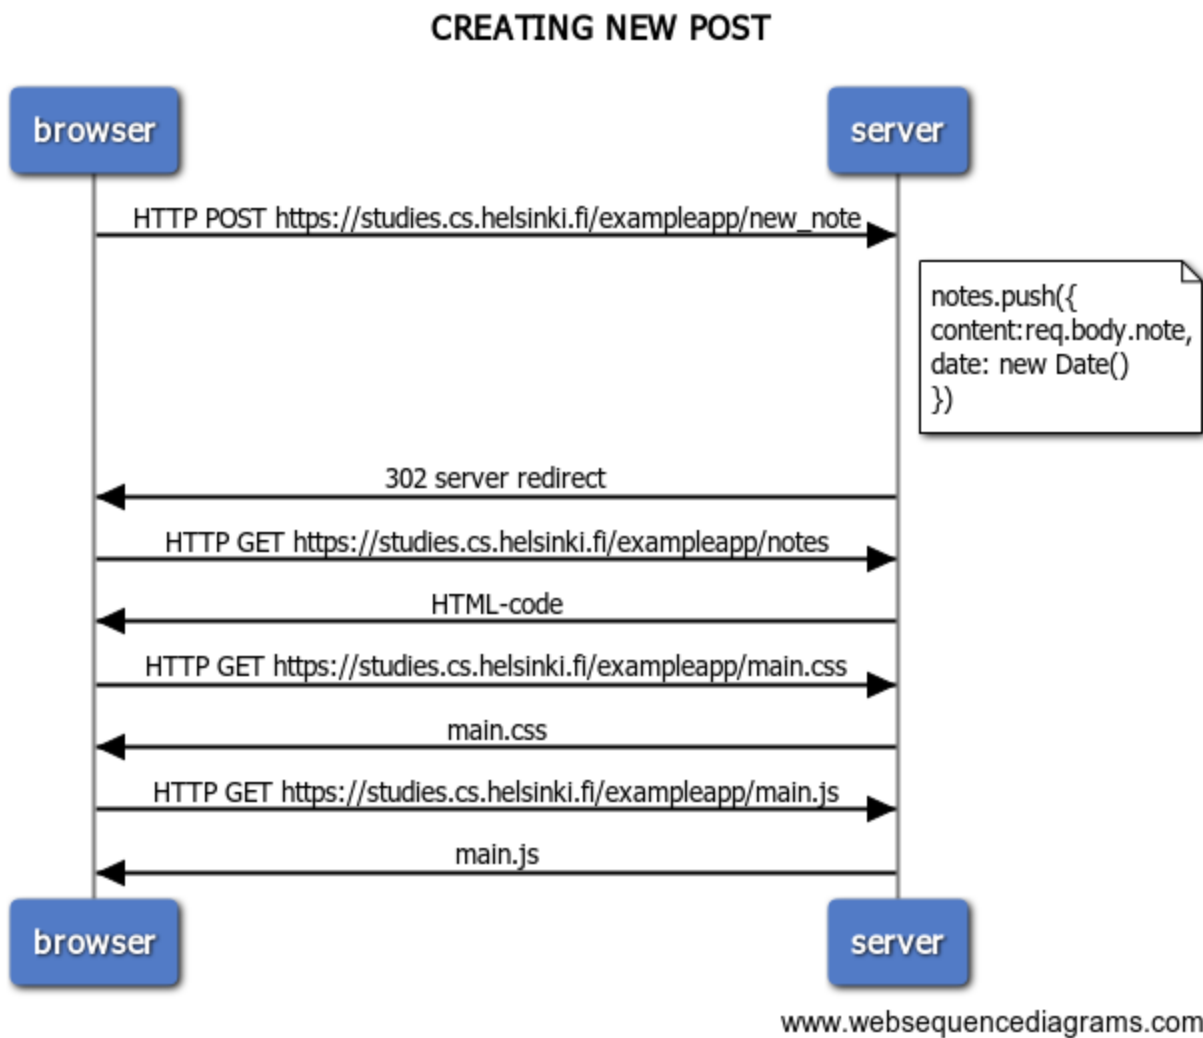 CREATING NEW POST
browser
server
HTTP POST https://studies.cs.helsinki.fi/exampleapp/new_note
notes.push({
content:req.body.note,
date: new Date()
})
302 server redirect
HTTP GET https://studies.cs.helsinki.fi/exampleapp/notes
HTML-code
HTTP GET https://studies.cs.helsinki.fi/exampleapp/main.css
main.css
HTTP GET https://studies.cs.helsinki.fi/exampleapp/main.js
main.js
browser
server
www.websequencediagrams.com